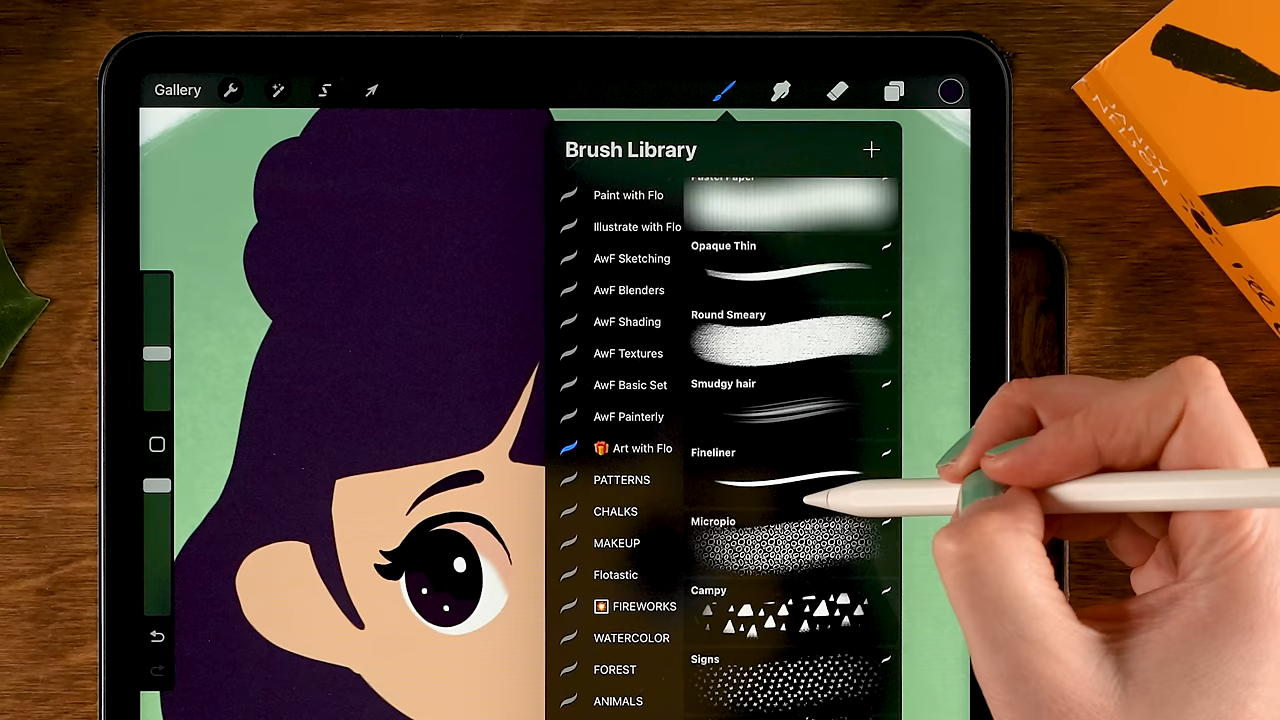 Gallery
Brush Library
Paint with Flo
Illustrate with Flo
AwF Sketching
AwF Blenders
AwF Shading
AwF Textures
AwF Basic Set
AwF Painterly
Art with Flo
PATTERNS
CHALKS
MAKEUP
Flotastic
FIREWORKS
WATERCOLOR
FOREST
ANIMALS
Opaque Thin
Round Smeary
Smudgy hair
Fineliner
Micropio
Campy
Signs
JANDY
NELSON